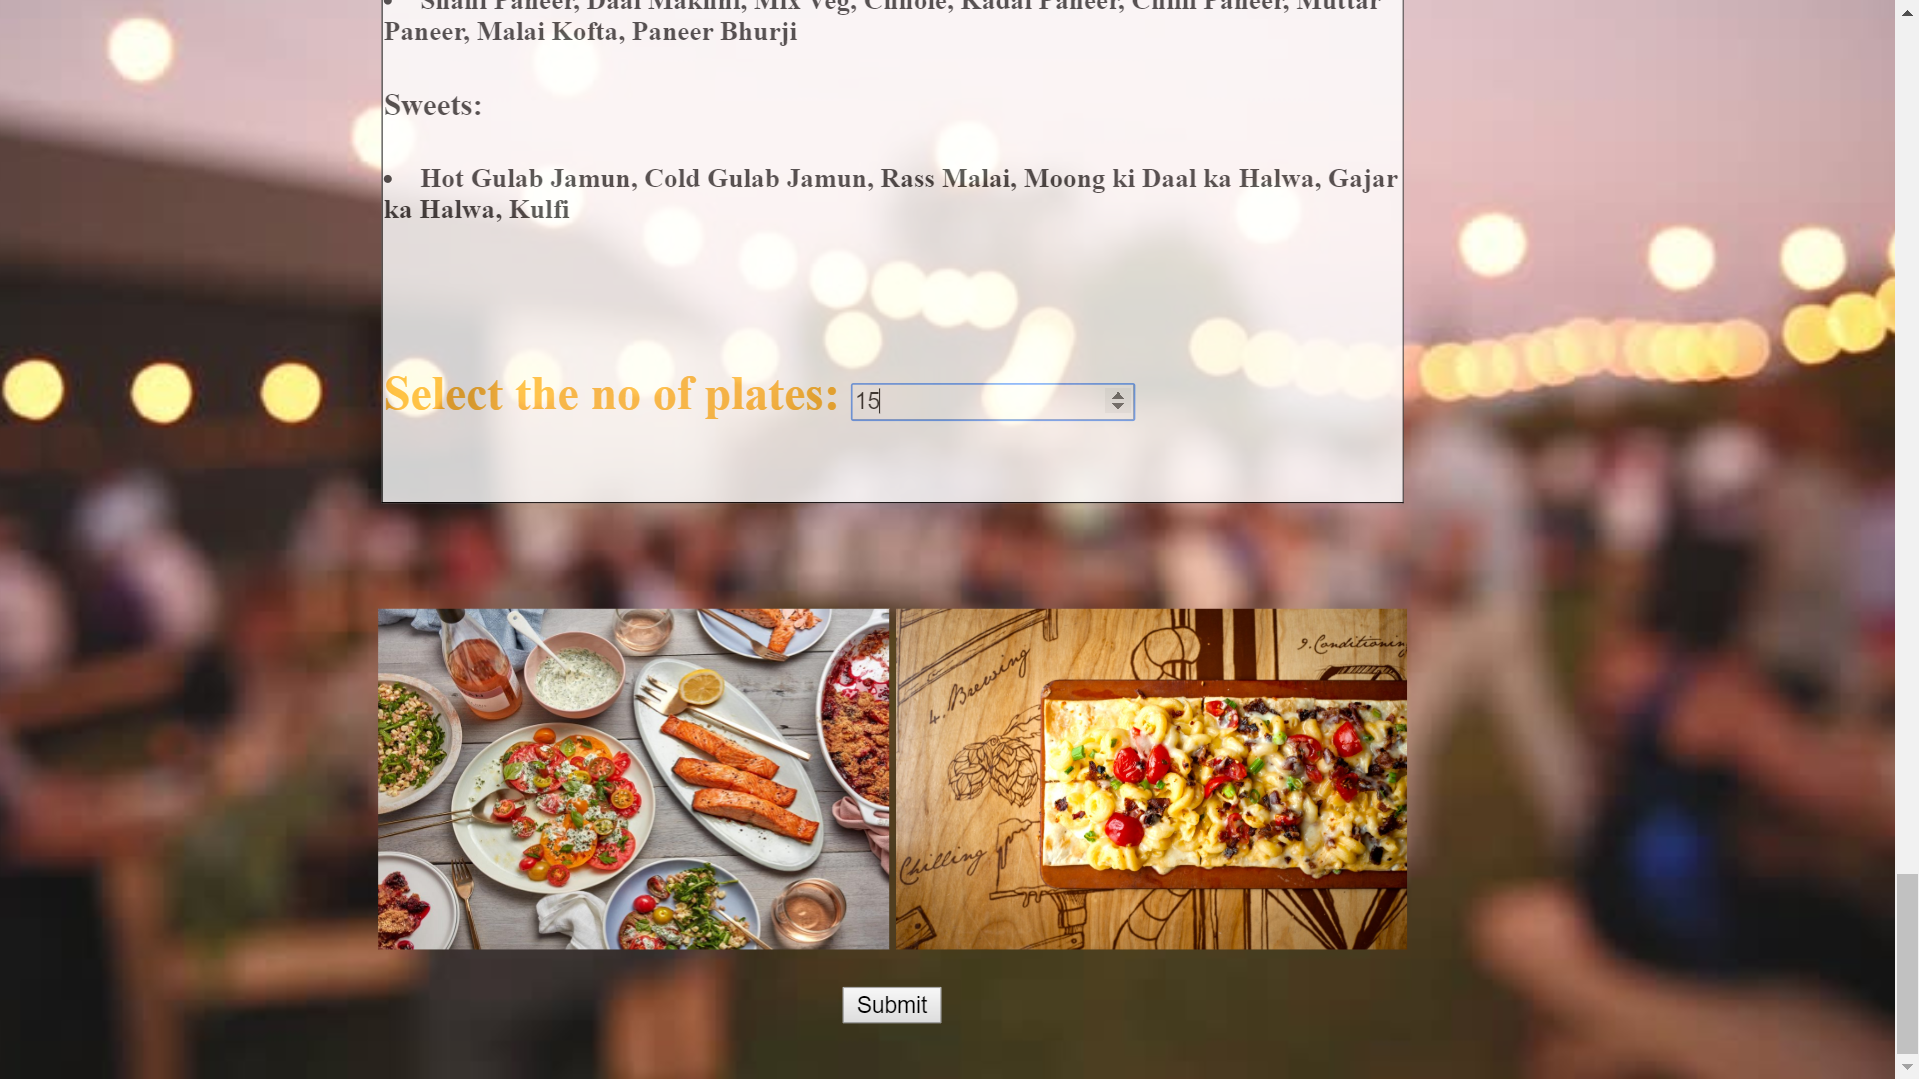 • Shahi Paneer, Daal Makhni, Mix Veg, Chhole, Kadai Paneer, Chilli Paneer, Muttar
Paneer, Malai Kofta, Paneer Bhurji
Sweets:
• Hot Gulab Jamun, Cold Gulab Jamun, Rass Malai, Moong ki Daal ka Halwa, Gajar
ka Halwa, Kulfi
Select the no of plates: 15
9. Conditioning
4. Brewing
Chilling
Submit